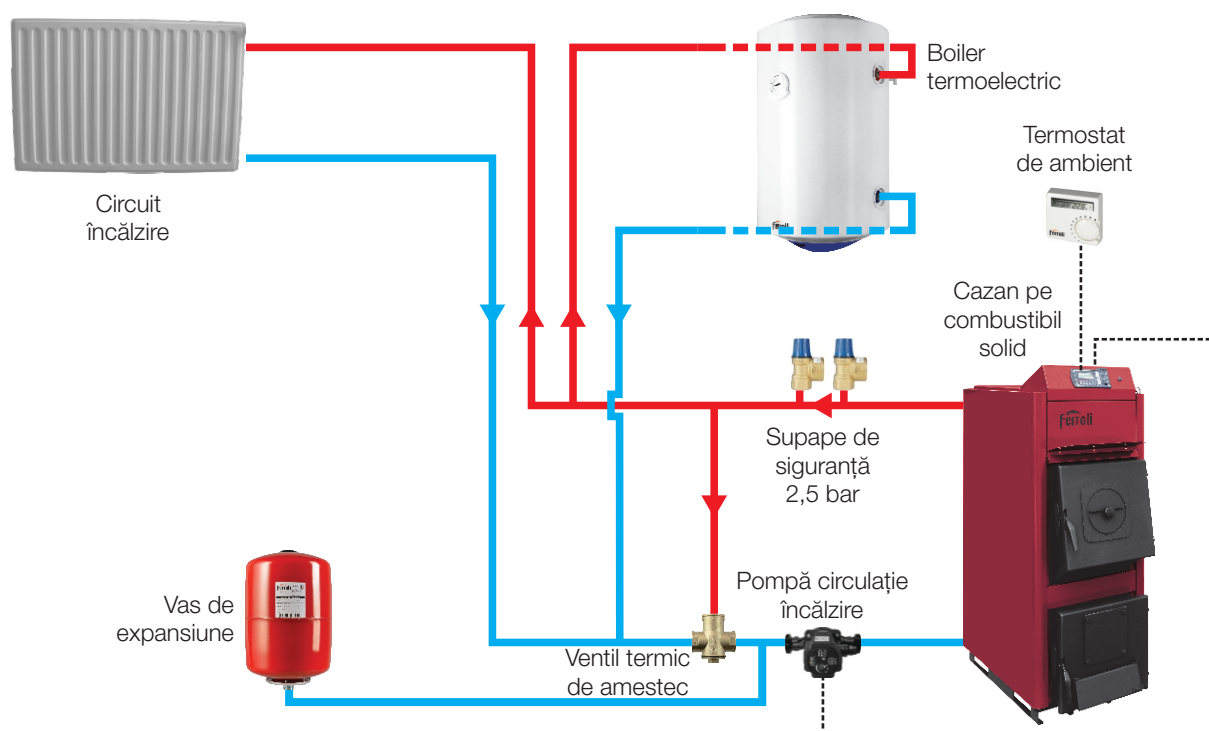 Boiler
termoelectric
Termostat
de ambient
Circuit
încălzire
ferroli
Cazan pe
combustibil
solid
ferroli
Supape de
siguranță
2,5 bar
Vas de
expansiune
Pompă circulație
încălzire
Ventil termic
de amestec